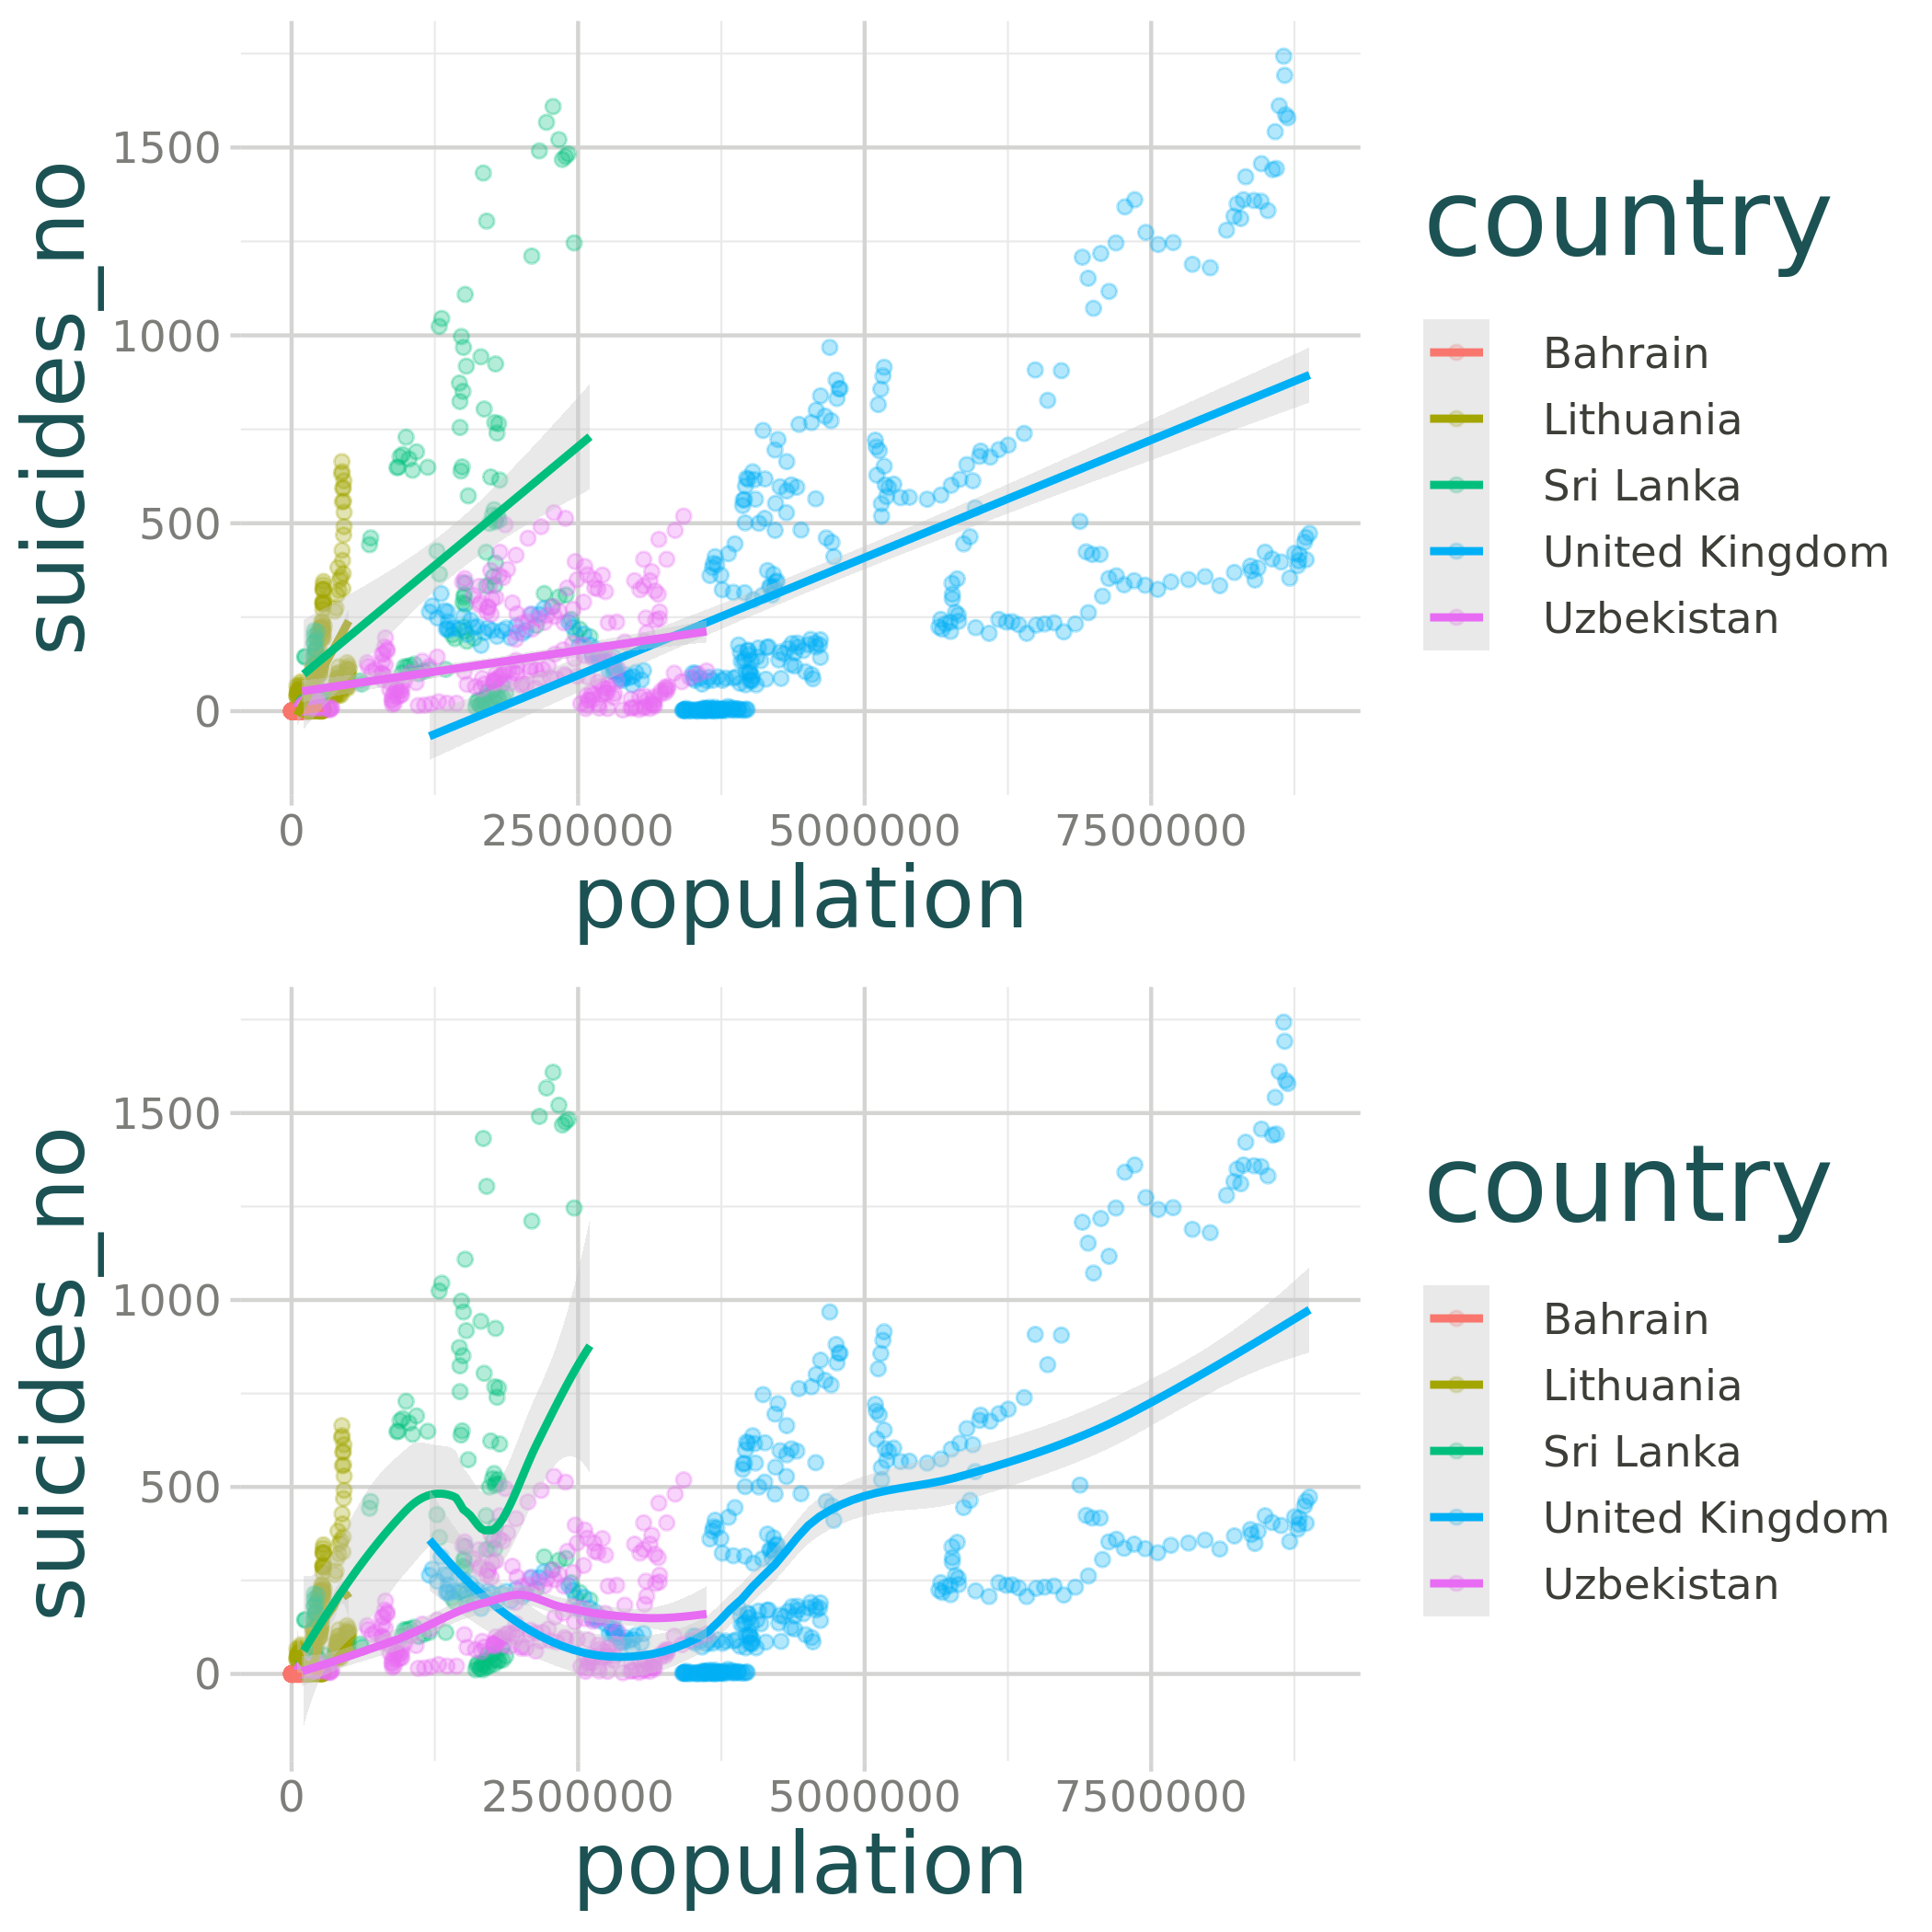 suicides_no
1500
1000
500
0
0 2500000 5000000 7500000
population
country
Bahrain
Lithuania
Sri Lanka
United Kingdom
Uzbekistan
suicides_no
1500
1000
500
0
0 2500000 5000000 7500000
population
country
Bahrain
Lithuania
Sri Lanka
United Kingdom
Uzbekistan